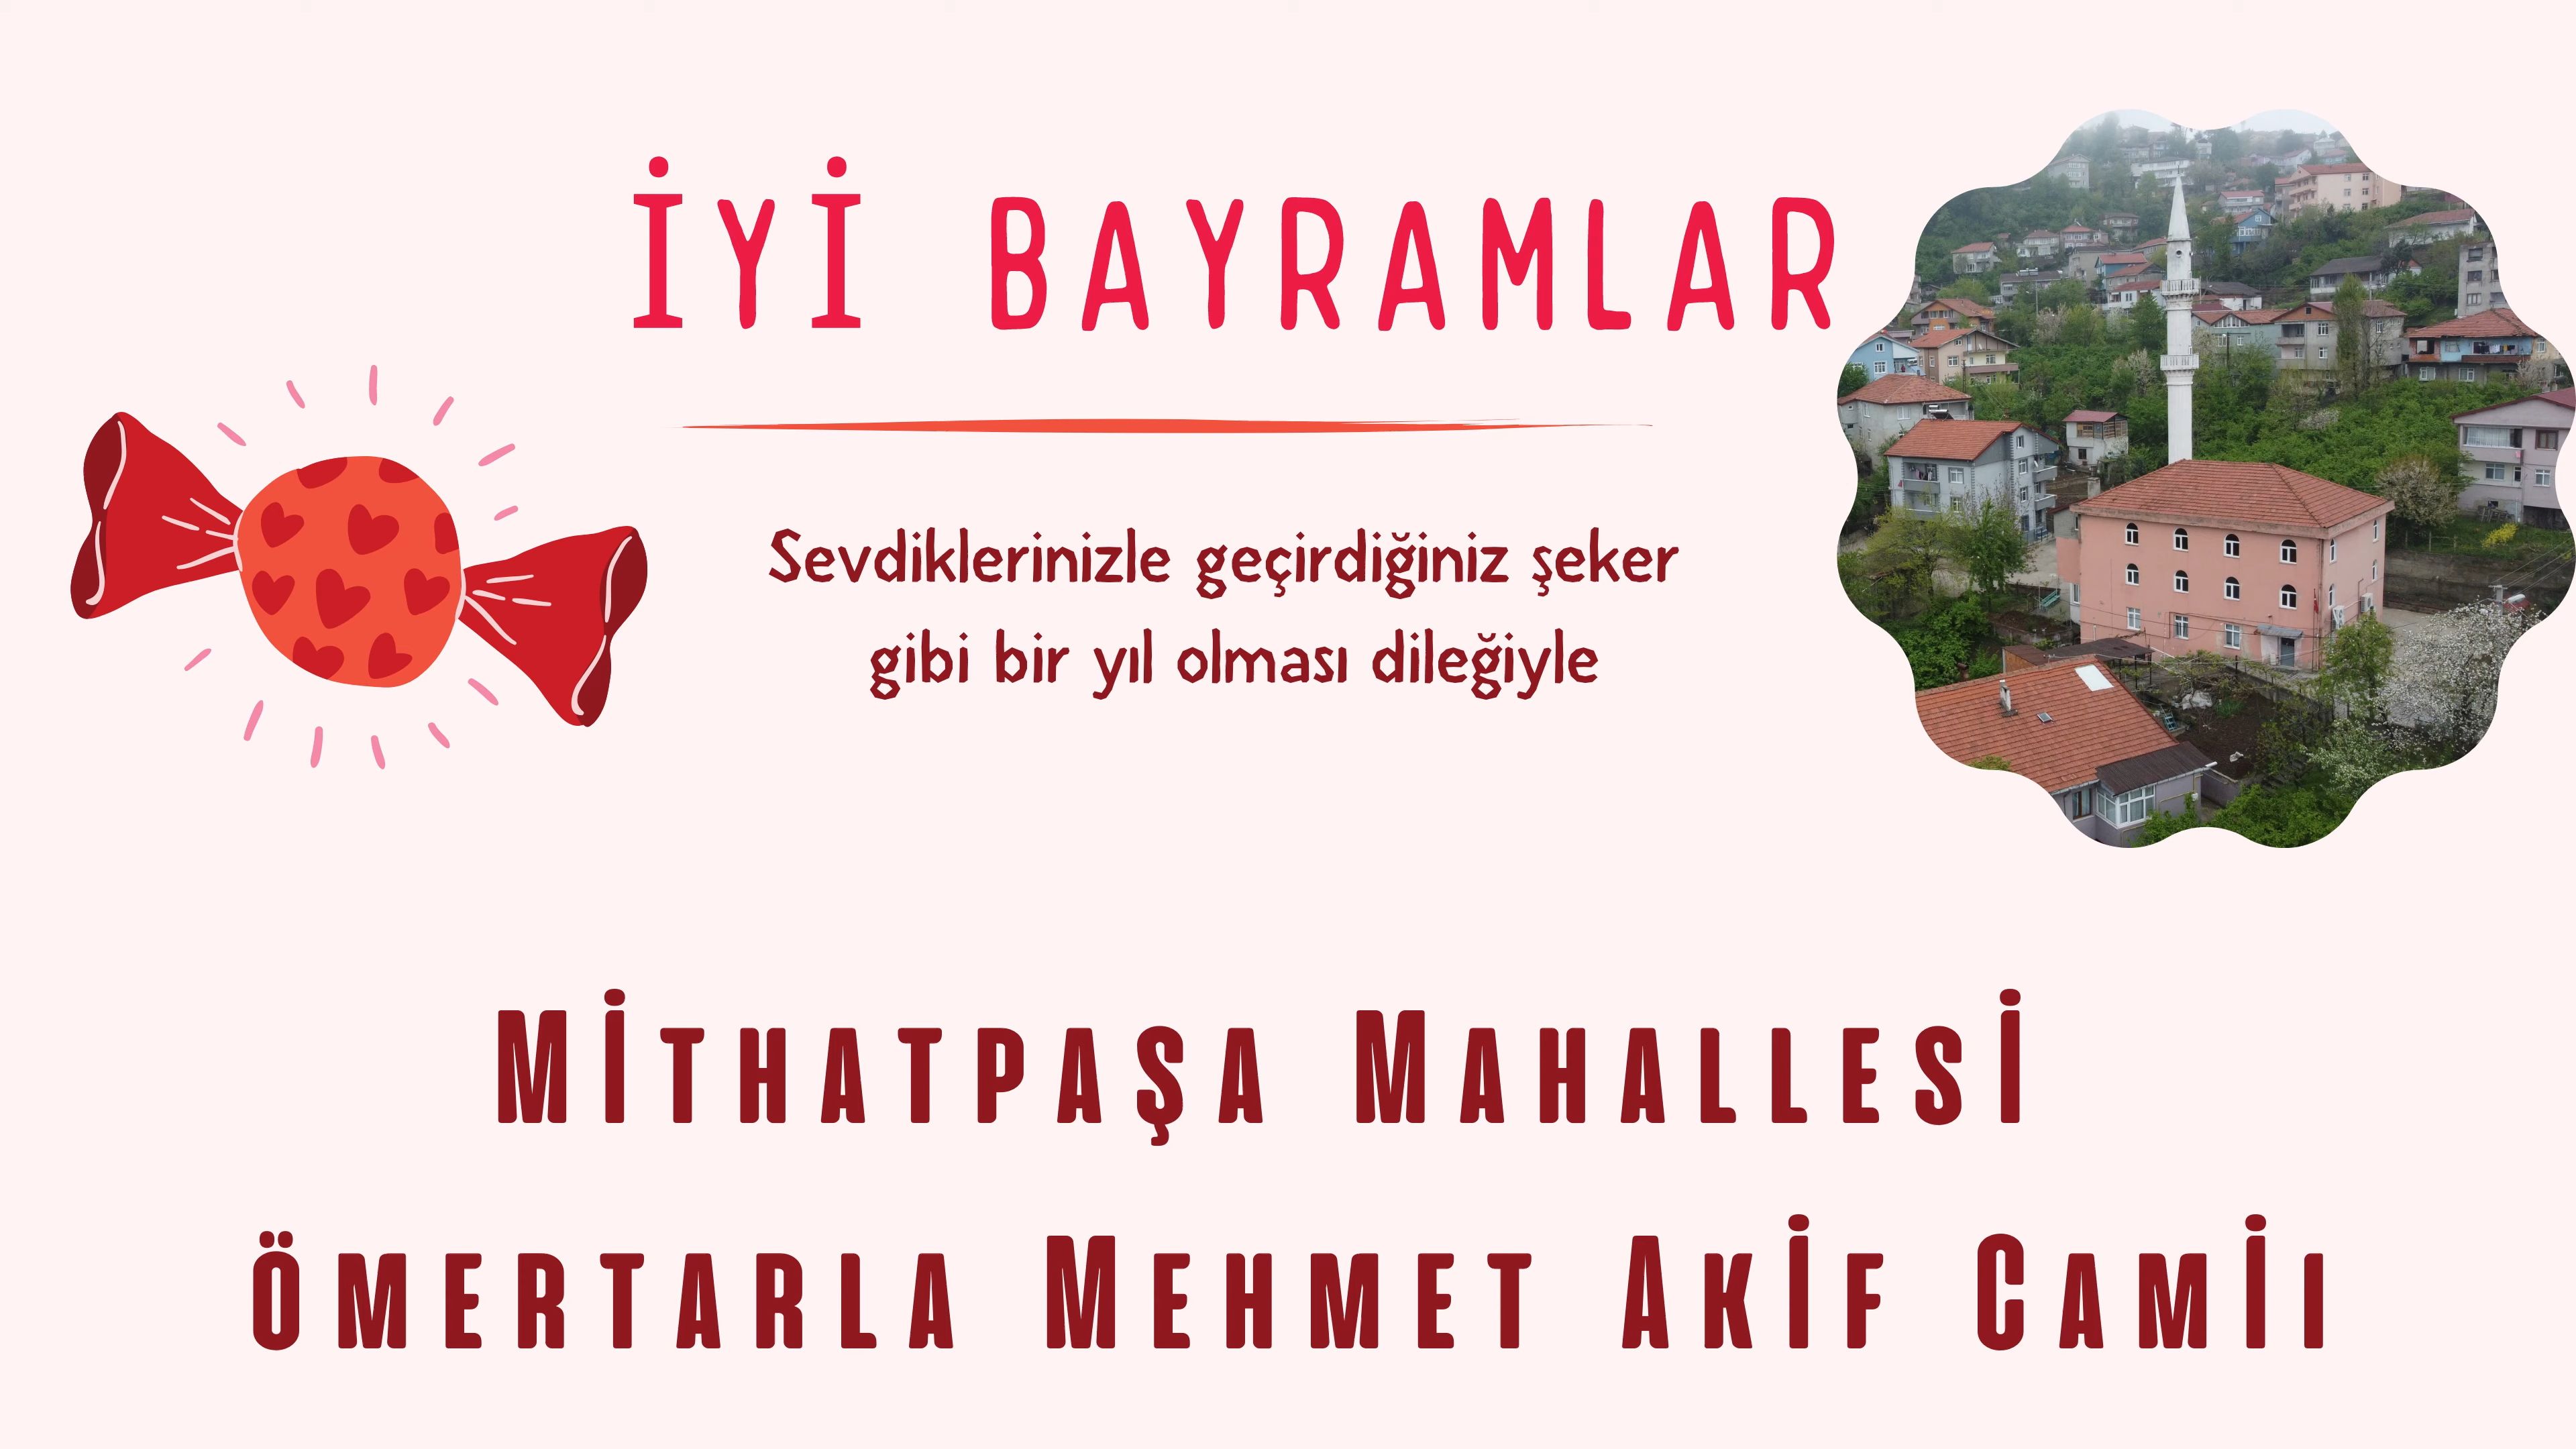 İYİ BAYRAMLAR
Sevdiklerinizle geçirdiğiniz şeker
gibi bir yıl olması dileğiyle
MİTHATPAŞA MAHALLESİ
ÖMERTARLA MEHMET AKİF CAMİI